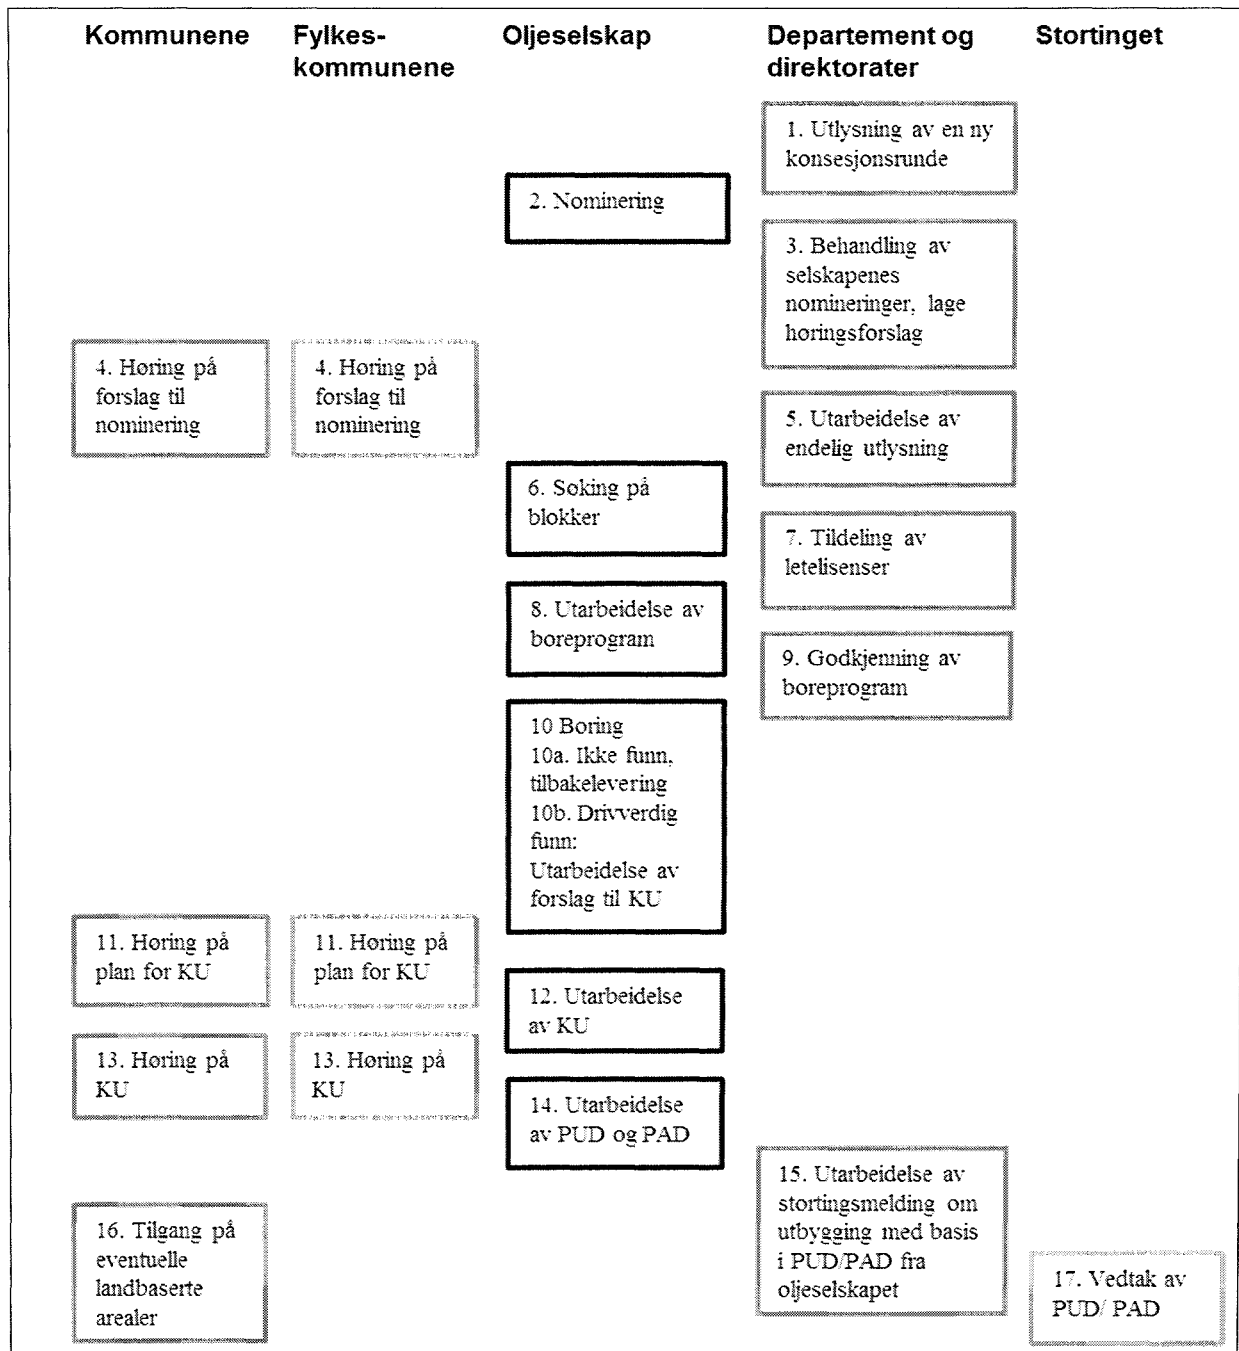 Kommunene
Fylkes-
kommunene
Oljeselskap
Departement og
direktorater
Stortinget
1. Utlysning av en ny
konsesjonsrunde
2. Nominering
3. Behandling av
selskapenes
nomineringer, lage
høringsforslag
4. Høring på
forslag til
nominering
4. Høring på
forslag til
nominering
5. Utarbeidelse av
endelig utlysning
6. Søking på
blokker
7. Tildeling av
letelisenser
8. Utarbeidelse av
boreprogram
9. Godkjenning av
boreprogram
10 Boring
10a. Ikke funn,
tilbakelevering
10b. Drivverdig
funn:
Utarbeidelse av
forslag til KU
11. Høring på
plan for KU
11. Høring på
plan for KU
12. Utarbeidelse
av KU
13. Høring på
KU
13. Høring på
KU
14. Utarbeidelse
av PUD og PAD
15. Utarbeidelse av
stortingsmelding om
utbygging med basis
i PUD/PAD fra
oljeselskapet
16. Tilgang på
eventuelle
landbaserte
arealer
17. Vedtak av
PUD/ PAD